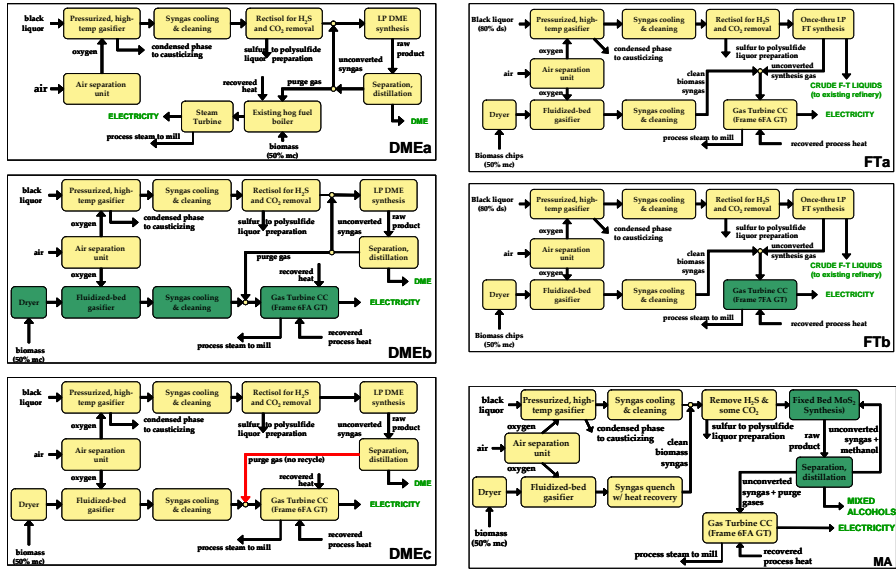 black
liquor
Pressurized, high-
temp gasifier
Syngas cooling
& cleaning
Rectisol for H₂S
and CO₂ removal
LP DME
synthesis
oxygen
condensed phase
to causticizing
sulfur to polysulfide
liquor preparation
unconverted
syngas
raw
product
air
Air separation
unit
recovered
heat
purge gas
Separation,
distillation
ELECTRICITY
Steam
Turbine
Existing hog fuel
boiler
DME
process steam to mill
biomass
(50% mc)
DMEa
black
liquor
Pressurized, high-
temp gasifier
Syngas cooling
& cleaning
Rectisol for H₂S
and CO₂ removal
LP DME
synthesis
oxygen
condensed phase
to causticizing
sulfur to polysulfide
liquor preparation
unconverted
syngas
raw
product
air
Air separation
unit
oxygen
purge gas
Separation,
distillation
recovered
heat
DME
Dryer
Fluidized-bed
gasifier
Syngas cooling
& cleaning
Gas Turbine CC
(Frame 6FA GT)
ELECTRICITY
biomass
(50% mc)
process steam to mill
recovered
process heat
DMEb
black
liquor
Pressurized, high-
temp gasifier
Syngas cooling
& cleaning
Rectisol for H₂S
and CO₂ removal
LP DME
synthesis
oxygen
condensed phase
to causticizing
sulfur to polysulfide
liquor preparation
unconverted
syngas
raw
product
air
Air separation
unit
oxygen
purge gas (no recycle)
Separation,
distillation
recovered
heat
DME
Dryer
Fluidized-bed
gasifier
Syngas cooling
& cleaning
Gas Turbine CC
(Frame 6FA GT)
ELECTRICITY
biomass
(50% mc)
process steam to mill
recovered
process heat
DMEc
Black liquor
(80% ds)
Pressurized, high-
temp gasifier
Syngas cooling
& cleaning
Rectisol for H₂S
and CO₂ removal
Once-thru LP
FT synthesis
oxygen
condensed phase
to causticizing
sulfur to polysulfide
liquor preparation
unconverted
synthesis gas
air
Air separation
unit
oxygen
clean
biomass
syngas
CRUDE F-T LIQUIDS
(to existing refinery)
Dryer
Fluidized-bed
gasifier
Syngas cooling
& cleaning
Gas Turbine CC
(Frame 6FA GT)
ELECTRICITY
Biomass chips
(50% mc)
process steam to mill
recovered process heat
FTa
Black liquor
(80% ds)
Pressurized, high-
temp gasifier
Syngas cooling
& cleaning
Rectisol for H₂S
and CO₂ removal
Once-thru LP
FT synthesis
oxygen
condensed phase
to causticizing
sulfur to polysulfide
liquor preparation
unconverted
synthesis gas
air
Air separation
unit
oxygen
clean
biomass
syngas
CRUDE F-T LIQUIDS
(to existing refinery)
Dryer
Fluidized-bed
gasifier
Syngas cooling
& cleaning
Gas Turbine CC
(Frame 7FA GT)
ELECTRICITY
Biomass chips
(50% mc)
process steam to mill
recovered process heat
FTb
black
liquor
Pressurized, high-
temp gasifier
Syngas cooling
& cleaning
Remove H₂S &
some CO₂
Fixed Bed MoS₂
Synthesis)
oxygen
condensed phase
to causticizing
sulfur to polysulfide
liquor preparation
raw
product
unconverted
syngas +
methanol
air
Air separation
unit
oxygen
clean
biomass
syngas
Separation,
distillation
Dryer
Fluidized-bed
gasifier
Syngas quench
w/ heat recovery
unconverted
syngas + purge
gases
MIXED
ALCOHOLS
biomass
(50% mc)
Gas Turbine CC
(Frame 6FA GT)
ELECTRICITY
process steam to mill
recovered
process heat
MA